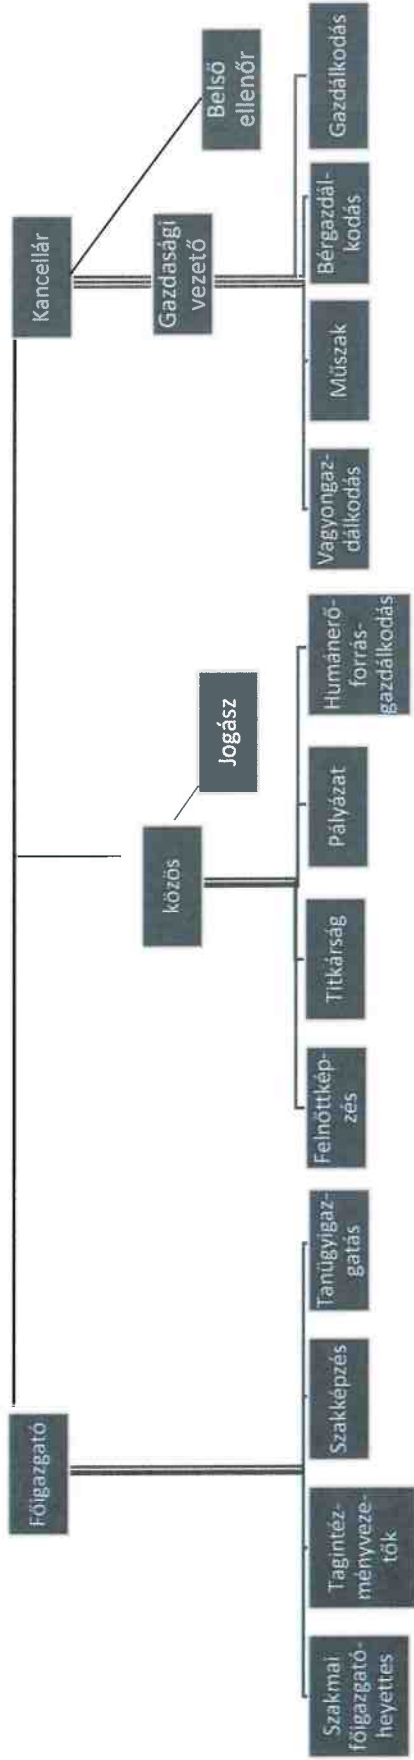 Főigazgató
Kancellár
közös
Jogász
Gazdasági
vezető
Belső
ellenőr
Szakmai
főigazgató-
heyettes
Tagintéz-
ményveze-
tők
Szakképzés
Tanügyigaz-
gatás
Felnőttkép-
zés
Titkárság
Pályázat
Humánerő-
forrás-
gazdálkodás
Vagyongaz-
dálkodás
Műszak
Bérgazdál-
kodás
Gazdálkodás